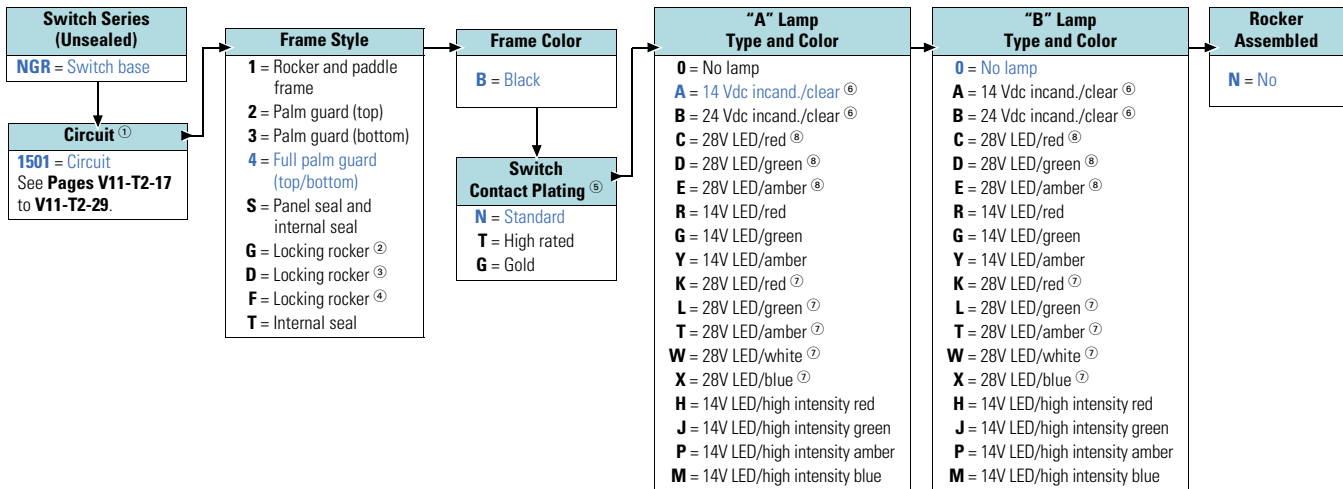 Switch Series
(Unsealed)
NGR = Switch base
Circuit ①
1501 = Circuit
See Pages V11-T2-17
to V11-T2-29.
Frame Style
1 = Rocker and paddle
frame
2 = Palm guard (top)
3 = Palm guard (bottom)
4 = Full palm guard
(top/bottom)
S = Panel seal and
internal seal
G = Locking rocker ②
D = Locking rocker ③
F = Locking rocker ④
T = Internal seal
Frame Color
B = Black
Switch
Contact Plating ⑤
N = Standard
T = High rated
G = Gold
“A” Lamp
Type and Color
0 = No lamp
A = 14 Vdc incand./clear ⑥
B = 24 Vdc incand./clear ⑥
C = 28V LED/red ⑧
D = 28V LED/green ⑧
E = 28V LED/amber ⑧
R = 14V LED/red
G = 14V LED/green
Y = 14V LED/amber
K = 28V LED/red ⑦
L = 28V LED/green ⑦
T = 28V LED/amber ⑦
W = 28V LED/white ⑦
X = 28V LED/blue ⑦
H = 14V LED/high intensity red
J = 14V LED/high intensity green
P = 14V LED/high intensity amber
M = 14V LED/high intensity blue
“B” Lamp
Type and Color
0 = No lamp
A = 14 Vdc incand./clear ⑥
B = 24 Vdc incand./clear ⑥
C = 28V LED/red ⑧
D = 28V LED/green ⑧
E = 28V LED/amber ⑧
R = 14V LED/red
G = 14V LED/green
Y = 14V LED/amber
K = 28V LED/red ⑦
L = 28V LED/green ⑦
T = 28V LED/amber ⑦
W = 28V LED/white ⑦
X = 28V LED/blue ⑦
H = 14V LED/high intensity red
J = 14V LED/high intensity green
P = 14V LED/high intensity amber
M = 14V LED/high intensity blue
Rocker
Assembled
N = No